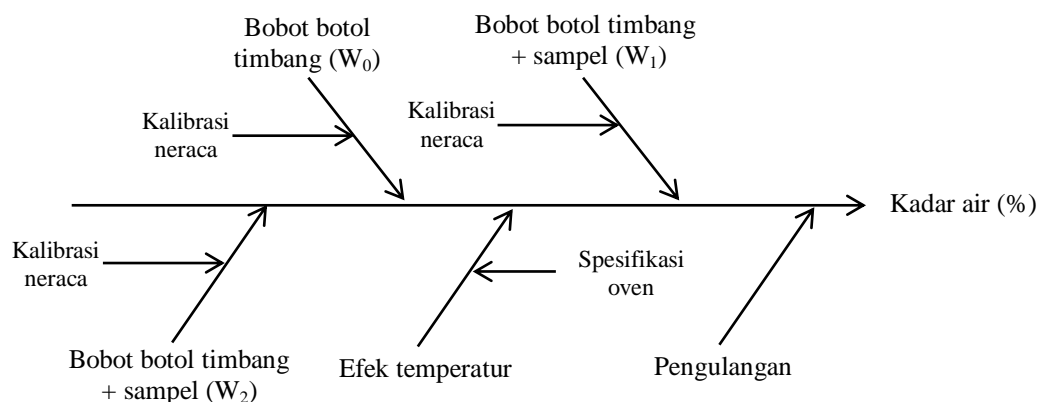 Bobot botol
timbang (W₀)
Bobot botol timbang
+ sampel (W₁)
Kalibrasi
neraca
Kalibrasi
neraca
Kadar air (%)
Kalibrasi
neraca
Spesifikasi
oven
Bobot botol timbang
+ sampel (W₂)
Efek temperatur
Pengulangan